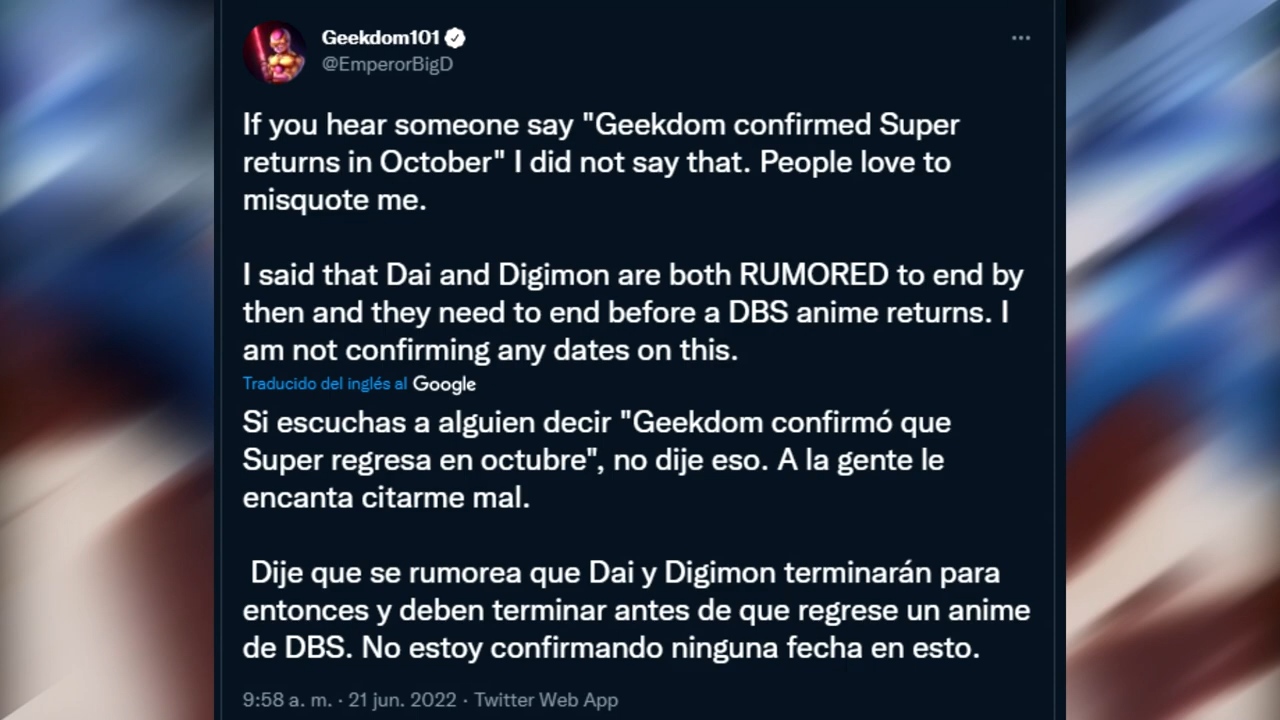 Geekdom101
@EmperorBigD
If you hear someone say "Geekdom confirmed Super
returns in October" I did not say that. People love to
misquote me.
I said that Dai and Digimon are both RUMORED to end by
then and they need to end before a DBS anime returns. I
am not confirming any dates on this.
Traducido del inglés al Google
Si escuchas a alguien decir "Geekdom confirmó que
Super regresa en octubre", no dije eso. A la gente le
encanta citarme mal.
Dije que se rumorea que Dai y Digimon terminarán para
entonces y deben terminar antes de que regrese un anime
de DBS. No estoy confirmando ninguna fecha en esto.
9:58 a. m. · 21 jun. 2022 · Twitter Web App